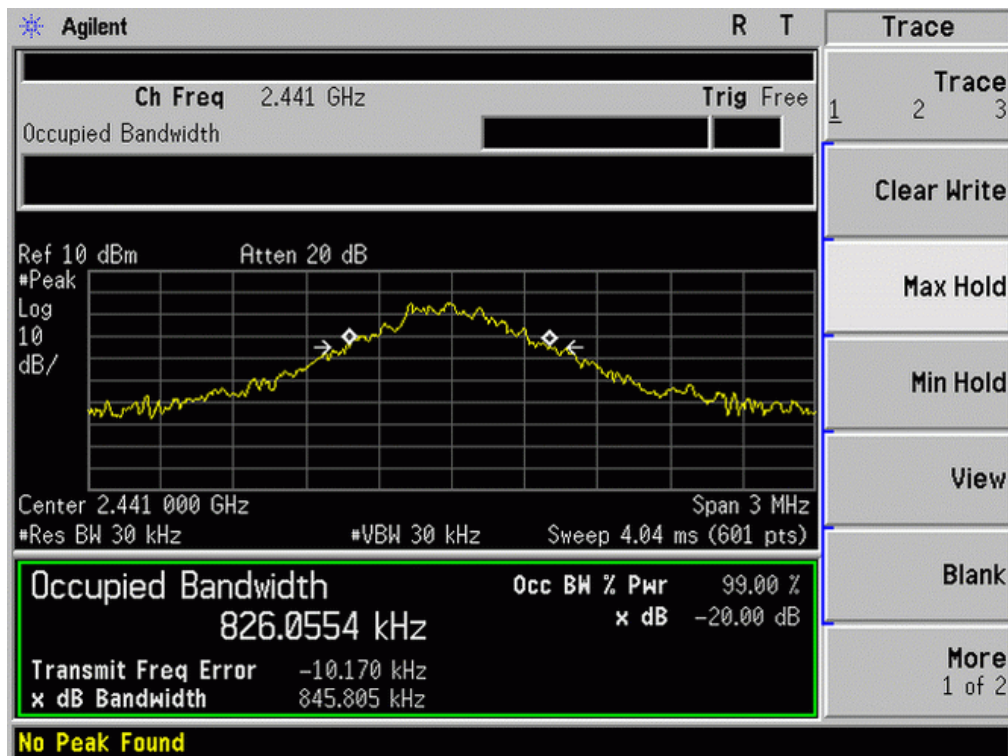 Agilent R T Trace
Ch Freq 2.441 GHz Trig Free
Occupied Bandwidth
Ref 10 dBm Atten 20 dB
#Peak
Log
10
dB/
Center 2.441 000 GHz Span 3 MHz
#Res BW 30 kHz #VBW 30 kHz Sweep 4.04 ms (601 pts)
Occupied Bandwidth Occ BW % Pwr 99.00 %
826.0554 kHz x dB -20.00 dB
Transmit Freq Error -10.170 kHz
x dB Bandwidth 845.805 kHz
No Peak Found
Trace
1 2 3
Clear Write
Max Hold
Min Hold
View
Blank
More
1 of 2